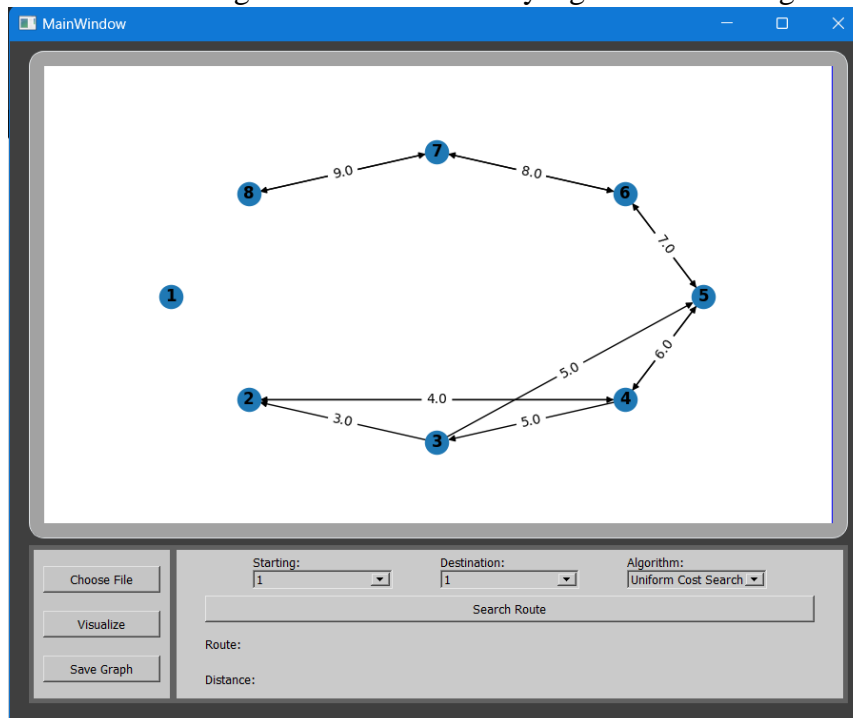 MainWindow
7
9.0
8.0
8
6
7.0
1
5
5.0
6.0
2
4.0
4
3.0
5.0
3
Starting:
Destination:
Algorithm:
Choose File
1
1
Uniform Cost Search
Search Route
Visualize
Route:
Save Graph
Distance: